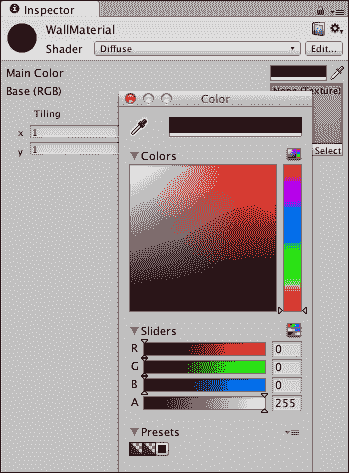 Inspector
WallMaterial
Shader Diffuse Edit...
Main Color
Base (RGB)
None (Texture)
Tiling
x 1
y 1
Select
Color
Colors
Sliders
R 0
G 0
B 0
A 255
Presets